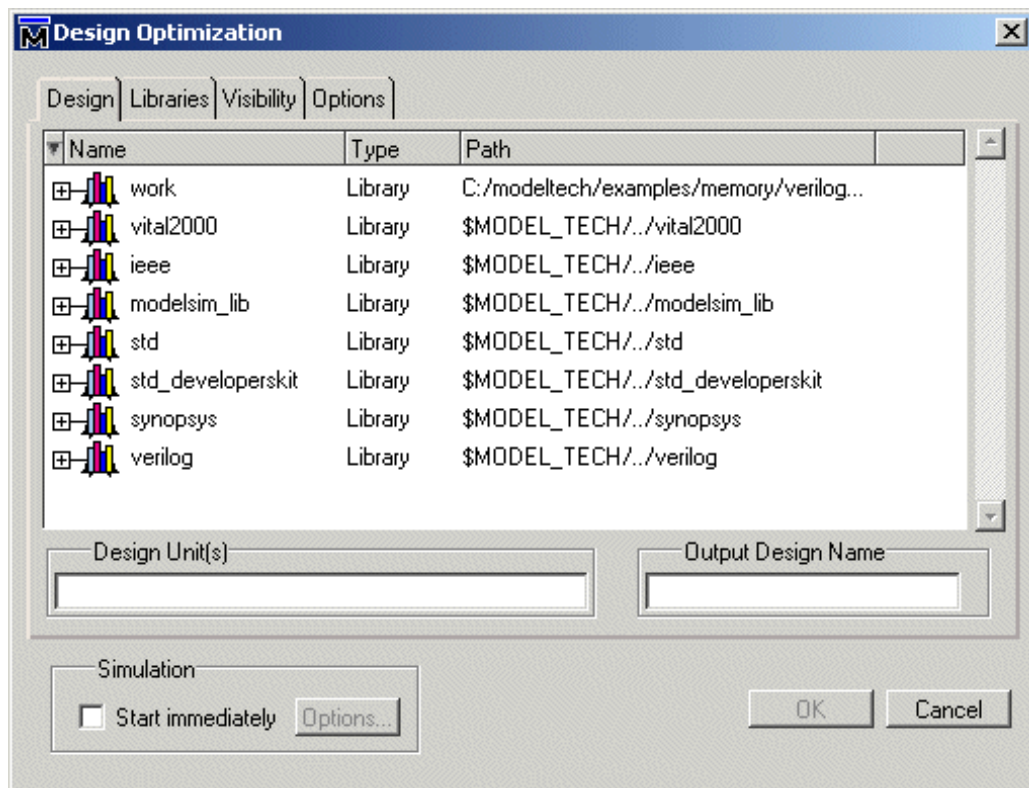 Design Optimization
Design Libraries Visibility Options
Name Type Path
work Library C:/modeltech/examples/memory/verilog...
vital2000 Library $MODEL_TECH/../vital2000
ieee Library $MODEL_TECH/../ieee
modelsim_lib Library $MODEL_TECH/../modelsim_lib
std Library $MODEL_TECH/../std
std_developerskit Library $MODEL_TECH/../std_developerskit
synopsys Library $MODEL_TECH/../synopsys
verilog Library $MODEL_TECH/../verilog
Design Unit(s) Output Design Name
Simulation
Start immediately Options... OK Cancel